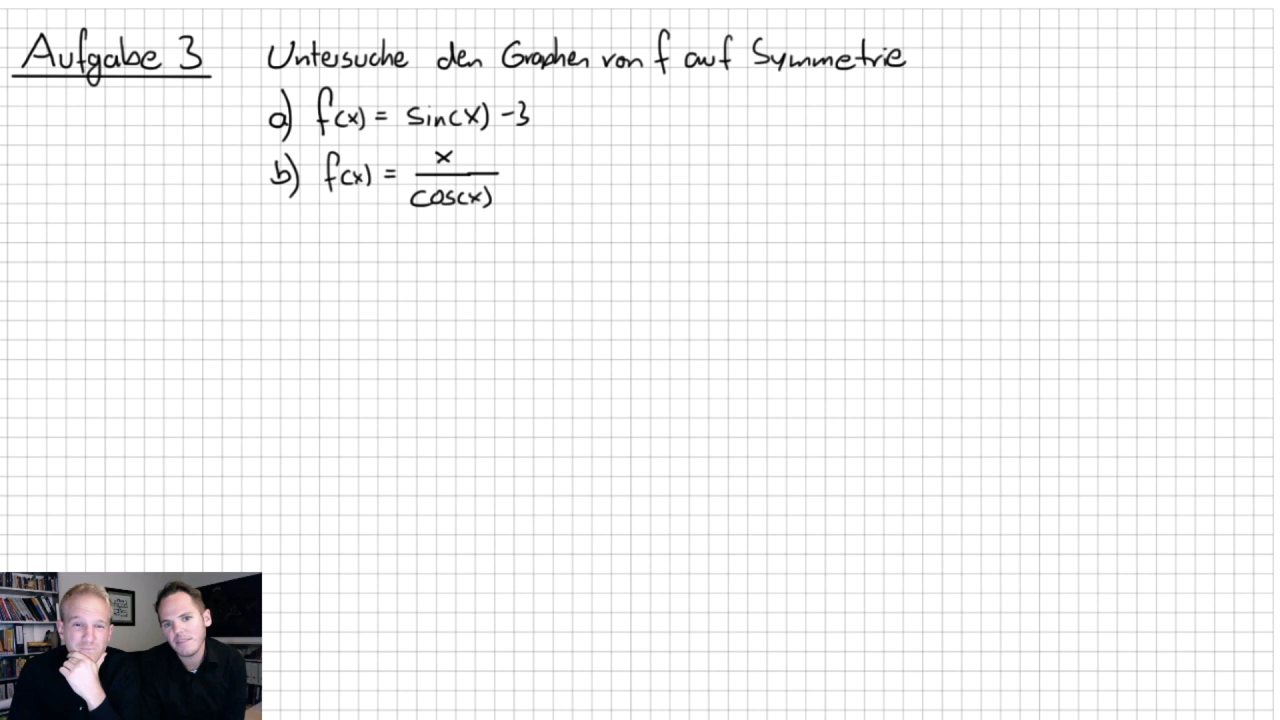 Aufgabe 3 Untersuche den Graphen von f auf Symmetrie
a) f(x) = sin(x) - 3
b) f(x) = x / cos(x)